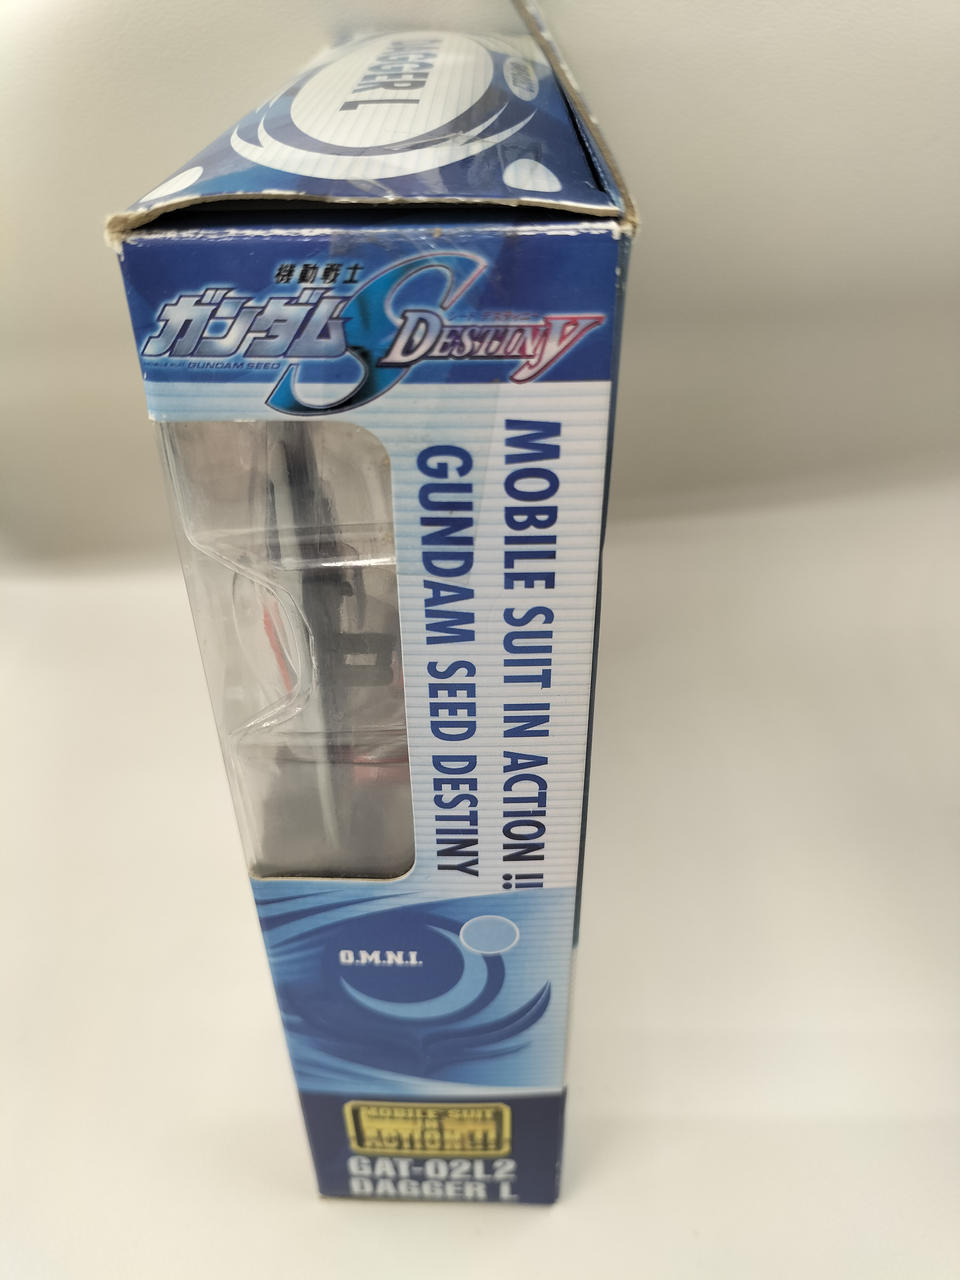 DAGGER L
機動戦士
ガンダム
GUNDAM SEED
DESTINY
MOBILE SUIT IN ACTION !!
GUNDAM SEED DESTINY
O.M.N.I.
MOBILE SUIT
IN
ACTION!!
GAT-02L2
DAGGER L